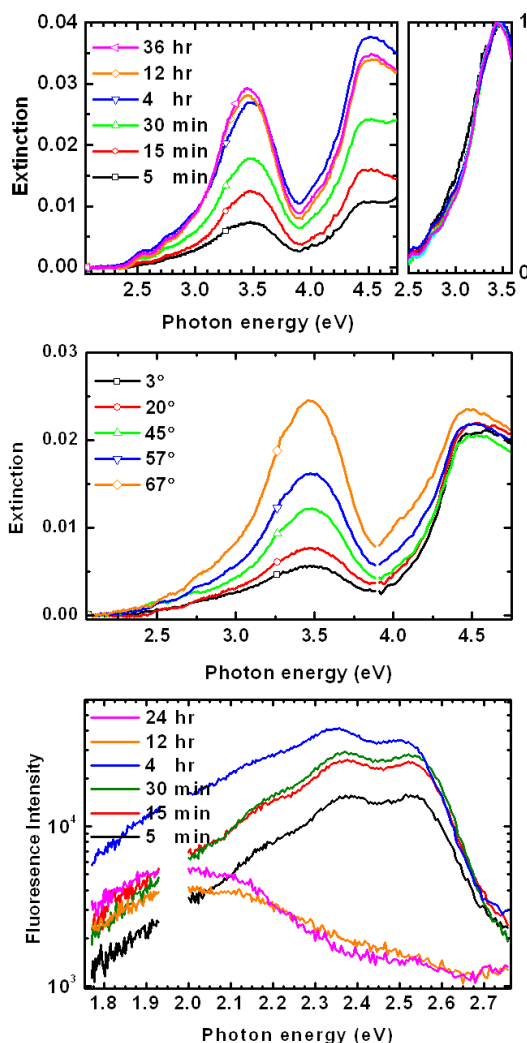 0.04
0.03
0.02
0.01
0.00
Extinction
36 hr
12 hr
4 hr
30 min
15 min
5 min
2.5 3.0 3.5 4.0 4.5
Photon energy (eV)
1
0
2.5 3.0 3.5
0.03
0.02
0.01
0.00
Extinction
3°
20°
45°
57°
67°
2.5 3.0 3.5 4.0 4.5
Photon energy (eV)
10^4
10^3
Fluoresence Intensity
24 hr
12 hr
4 hr
30 min
15 min
5 min
1.8 1.9 2.0 2.1 2.2 2.3 2.4 2.5 2.6 2.7
Photon energy (eV)